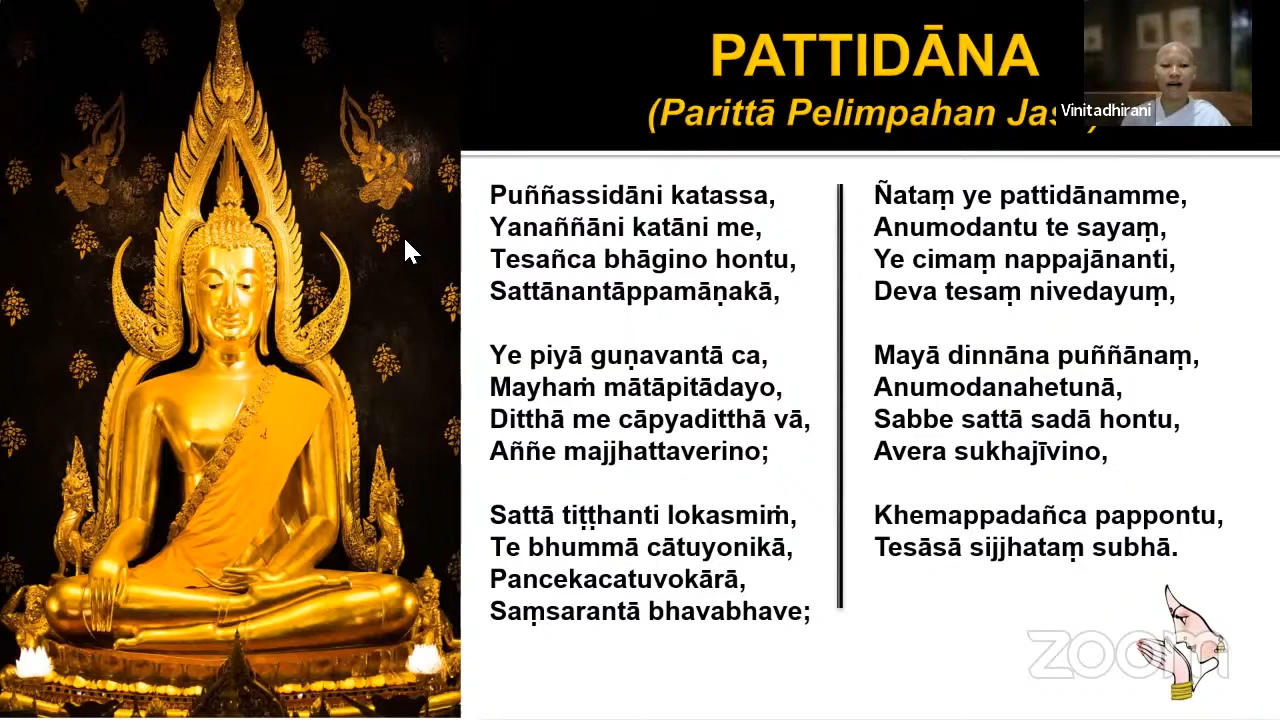 PATTIDĀNA
(Parittā Pelimpahan Jas
Vinitadhirani
Puññassidāni katassa,
Yanaññāni katāni me,
Tesañca bhāgino hontu,
Sattānantāppamāṇakā,
Ye piyā guṇavantā ca,
Mayhaṁ mātāpitādayo,
Ditthā me cāpyaditthā vā,
Aññe majjhattaverino;
Sattā tiṭṭhanti lokasmiṁ,
Te bhummā cātuyonikā,
Pancekacatuvokārā,
Saṃsarantā bhavabhave;
Ñataṃ ye pattidānamme,
Anumodantu te sayaṃ,
Ye cimaṃ nappajānanti,
Deva tesaṃ nivedayuṃ,
Mayā dinnāna puññānaṃ,
Anumodanahetunā,
Sabbe sattā sadā hontu,
Avera sukhajīvino,
Khemappadañca pappontu,
Tesāsā sijjhataṃ subhā.
zoom